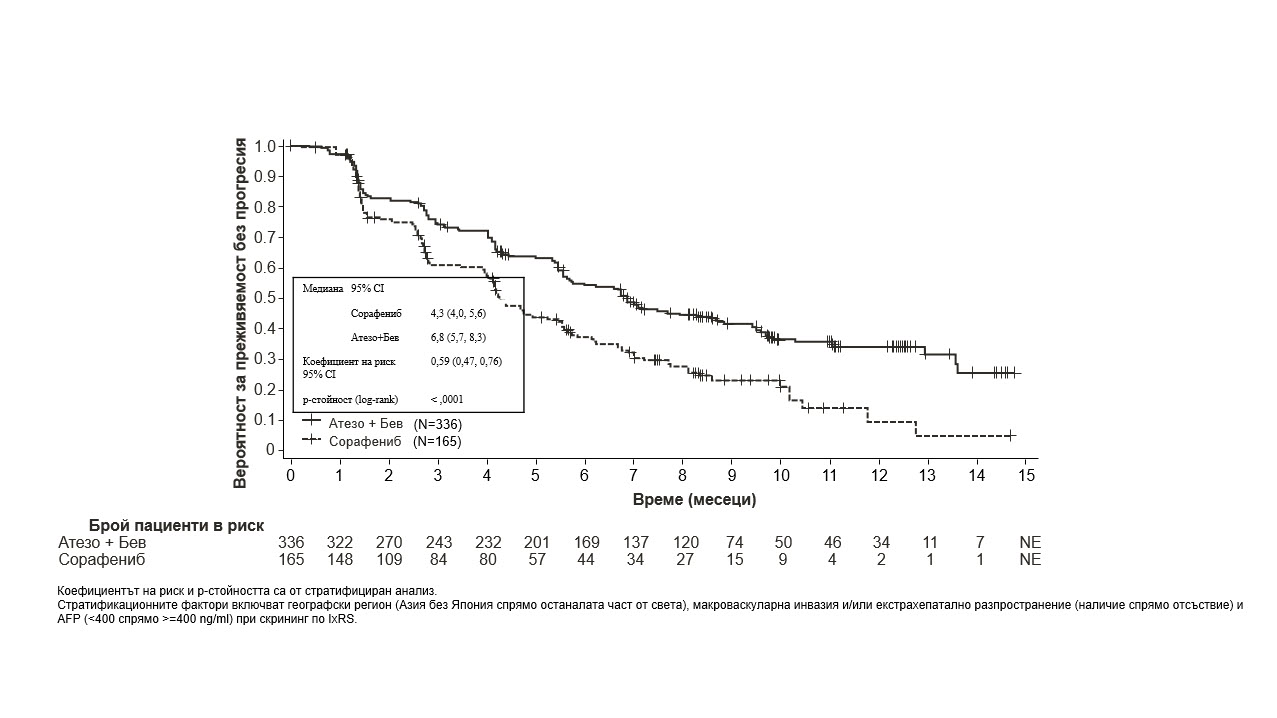 Вероятност за преживяемост без прогресия
1.0
0.9
0.8
0.7
0.6
0.5
0.4
0.3
0.2
0.1
0
Медиана 95% CI
Сорафениб 4,3 (4,0, 5,6)
Атезо+Бев 6,8 (5,7, 8,3)
Коефициент на риск 0,59 (0,47, 0,76)
95% CI
р-стойност (log-rank) < ,0001
Атезо + Бев (N=336)
Сорафениб (N=165)
0 1 2 3 4 5 6 7 8 9 10 11 12 13 14 15
Време (месеци)
Брой пациенти в риск
Атезо + Бев 336 322 270 243 232 201 169 137 120 74 50 46 34 11 7 NE
Сорафениб 165 148 109 84 80 57 44 34 27 15 9 4 2 1 1 NE
Коефициентът на риск и р-стойността са от стратифициран анализ.
Стратификационните фактори включват географски регион (Азия без Япония спрямо останалата част от света), макроваскуларна инвазия и/или екстрахепатално разпространение (наличие спрямо отсъствие) и
AFP (<400 спрямо >=400 ng/ml) при скрининг по IxRS.